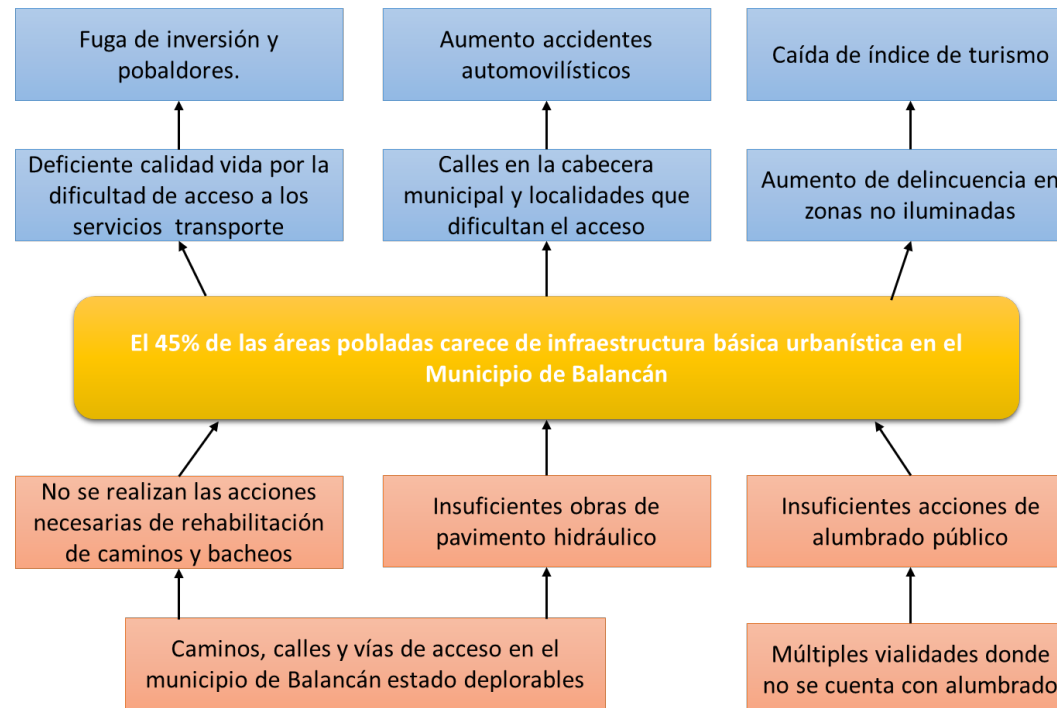 Fuga de inversión y
pobaldores.
Aumento accidentes
automovilísticos
Caída de índice de turismo
Deficiente calidad vida por la
dificultad de acceso a los
servicios transporte
Calles en la cabecera
municipal y localidades que
dificultan el acceso
Aumento de delincuencia en
zonas no iluminadas
El 45% de las áreas pobladas carece de infraestructura básica urbanística en el
Municipio de Balancán
No se realizan las acciones
necesarias de rehabilitación
de caminos y bacheos
Insuficientes obras de
pavimento hidráulico
Insuficientes acciones de
alumbrado público
Caminos, calles y vías de acceso en el
municipio de Balancán estado deplorables
Múltiples vialidades donde
no se cuenta con alumbrado